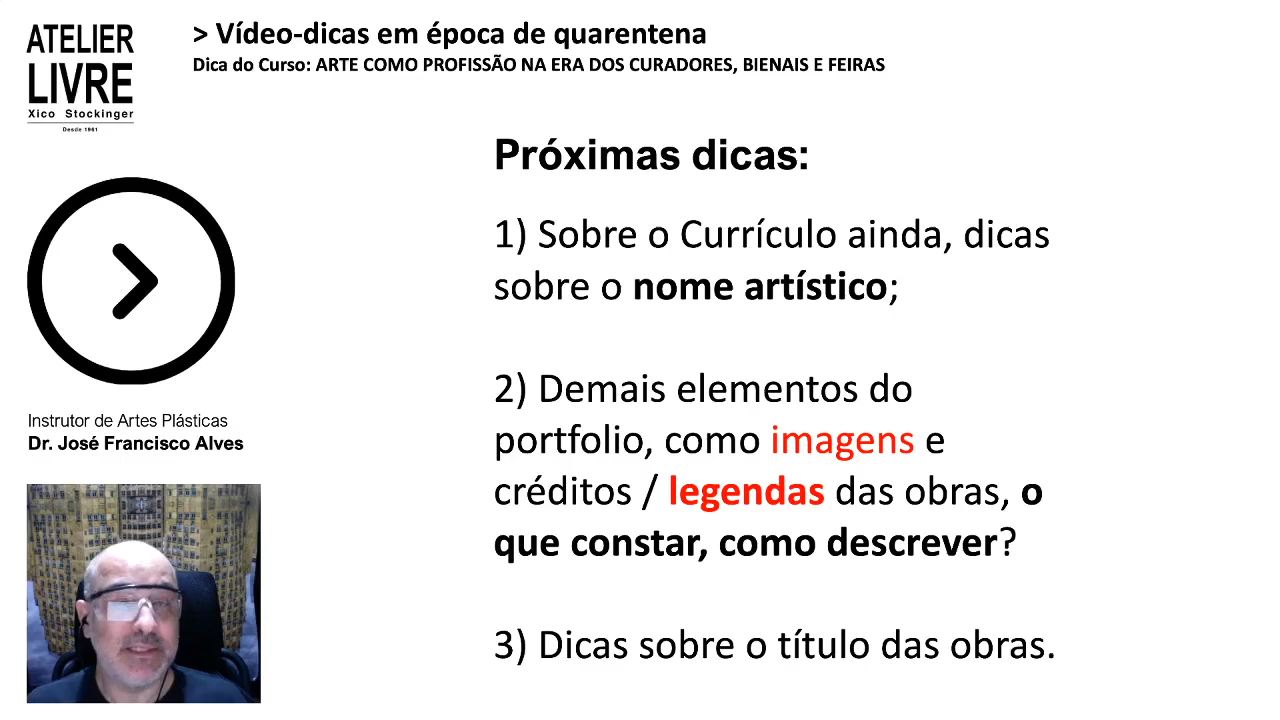 ATELIER
LIVRE
Xico Stockinger
Desde 1961
> Vídeo-dicas em época de quarentena
Dica do Curso: ARTE COMO PROFISSÃO NA ERA DOS CURADORES, BIENAIS E FEIRAS
Instrutor de Artes Plásticas
Dr. José Francisco Alves
Próximas dicas:
1) Sobre o Currículo ainda, dicas
sobre o nome artístico;
2) Demais elementos do
portfolio, como imagens e
créditos / legendas das obras, o
que constar, como descrever?
3) Dicas sobre o título das obras.